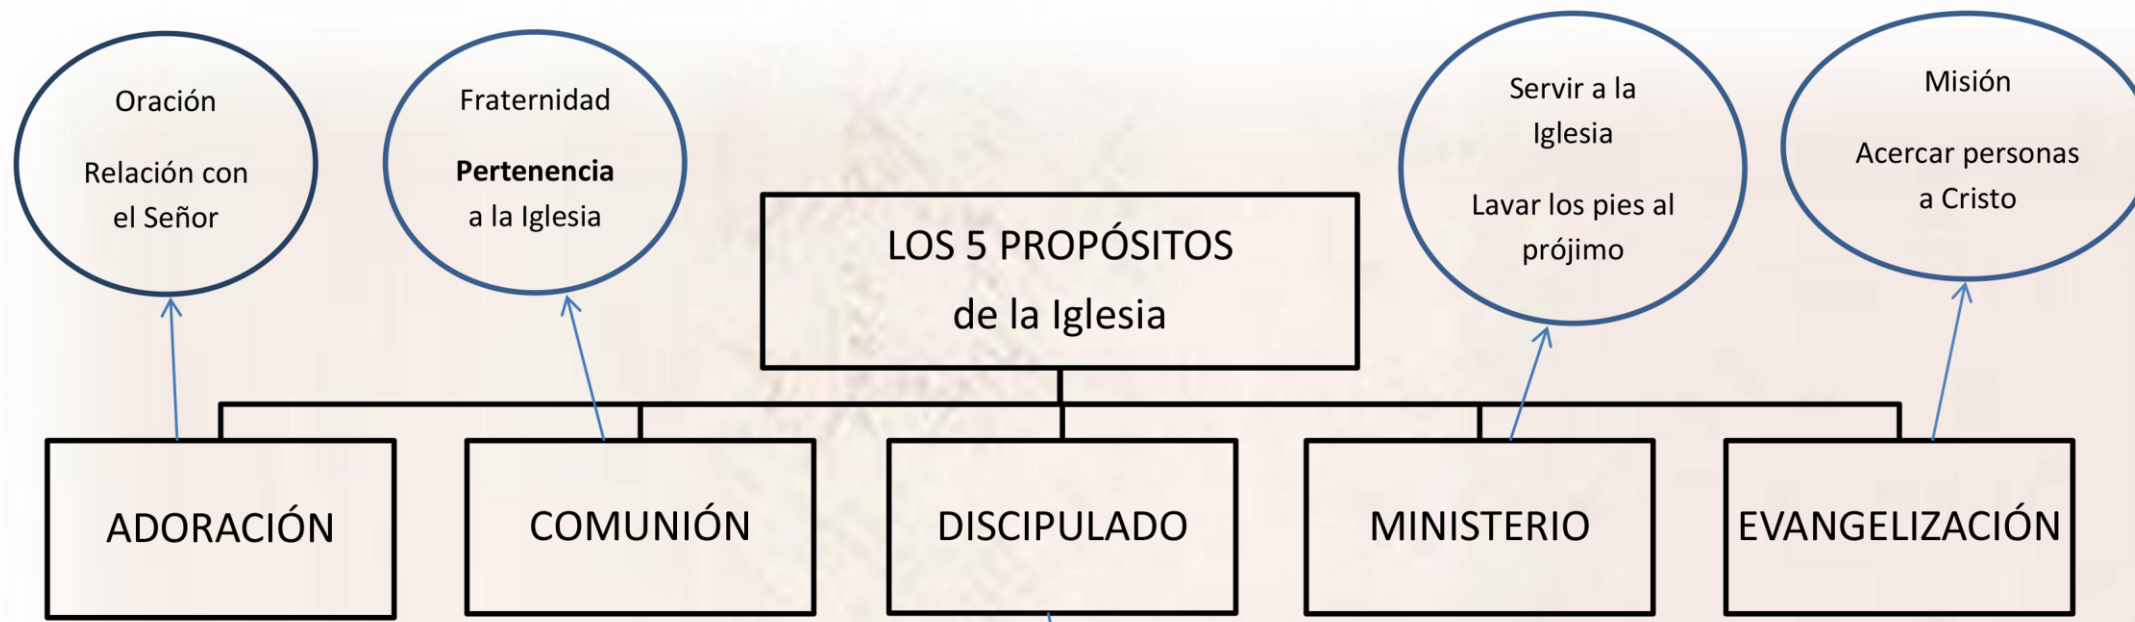 Oración
Relación con
el Señor
Fraternidad
Pertenencia
a la Iglesia
Servir a la
Iglesia
Lavar los pies al
prójimo
Misión
Acercar personas
a Cristo
LOS 5 PROPÓSITOS
de la Iglesia
ADORACIÓN
COMUNIÓN
DISCIPULADO
MINISTERIO
EVANGELIZACIÓN